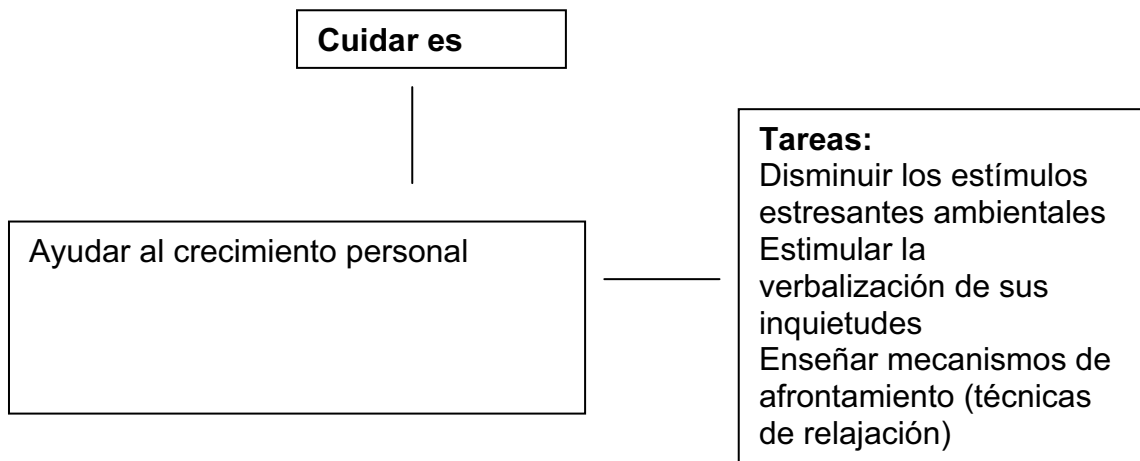 Cuidar es
Ayudar al crecimiento personal
Tareas:
Disminuir los estímulos
estresantes ambientales
Estimular la
verbalización de sus
inquietudes
Enseñar mecanismos de
afrontamiento (técnicas
de relajación)